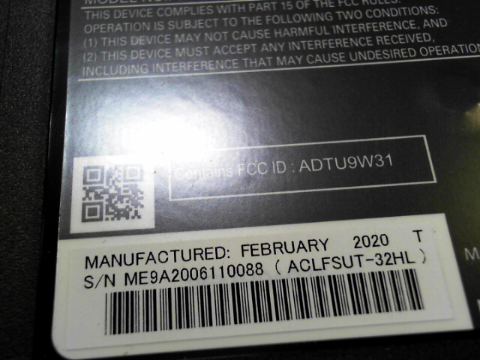 THIS DEVICE COMPLIES WITH PART 15 OF THE FCC RULES.
OPERATION IS SUBJECT TO THE FOLLOWING TWO CONDITIONS:
(1) THIS DEVICE MAY NOT CAUSE HARMFUL INTERFERENCE, AND
(2) THIS DEVICE MUST ACCEPT ANY INTERFERENCE RECEIVED,
INCLUDING INTERFERENCE THAT MAY CAUSE UNDESIRED OPERATION
Contains FCC ID : ADTU9W31
MANUFACTURED: FEBRUARY 2020 T
S/N ME9A2006110088 ( ACLFSUT-32HL )